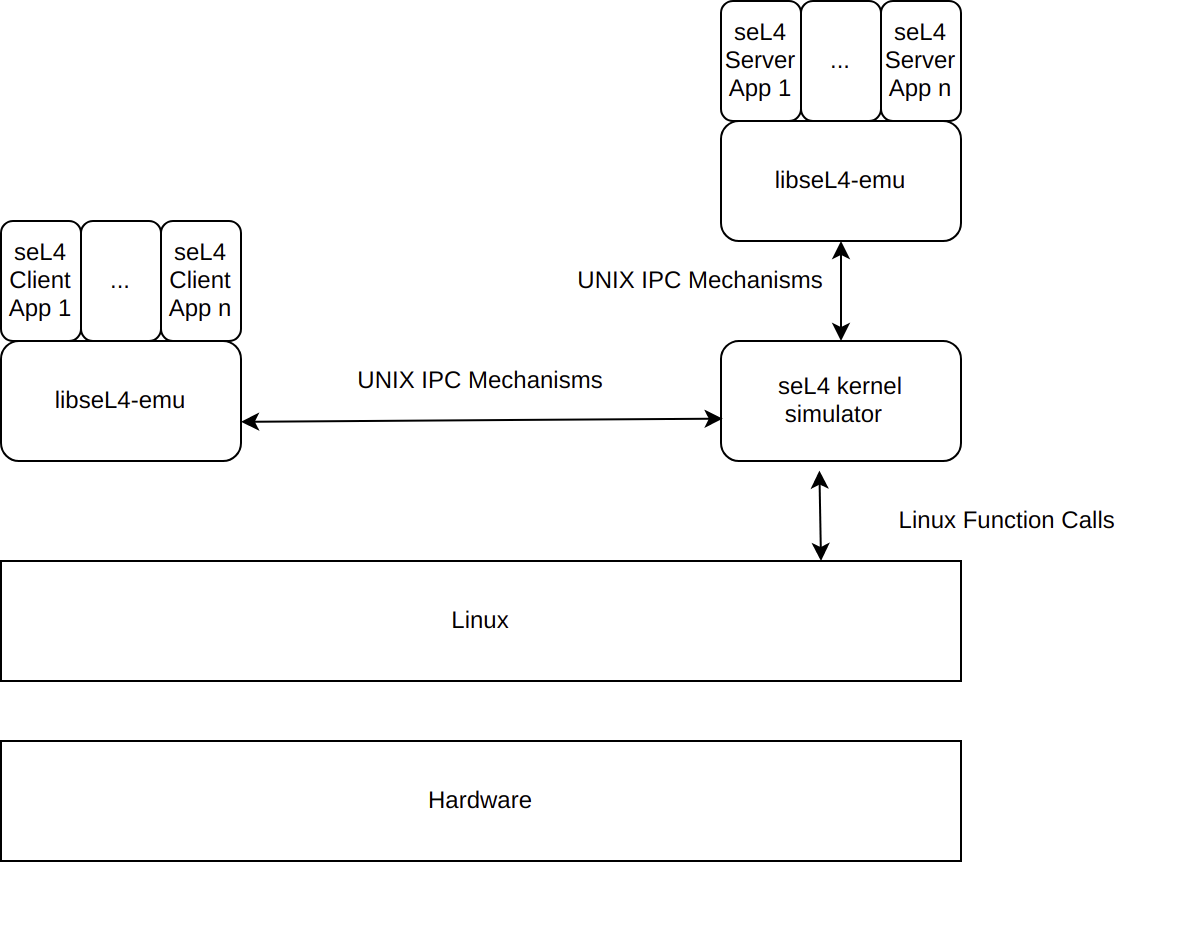 seL4
Server
App 1
...
seL4
Server
App n
libseL4-emu
UNIX IPC Mechanisms
seL4
Client
App 1
...
seL4
Client
App n
libseL4-emu
UNIX IPC Mechanisms
seL4 kernel
simulator
Linux Function Calls
Linux
Hardware